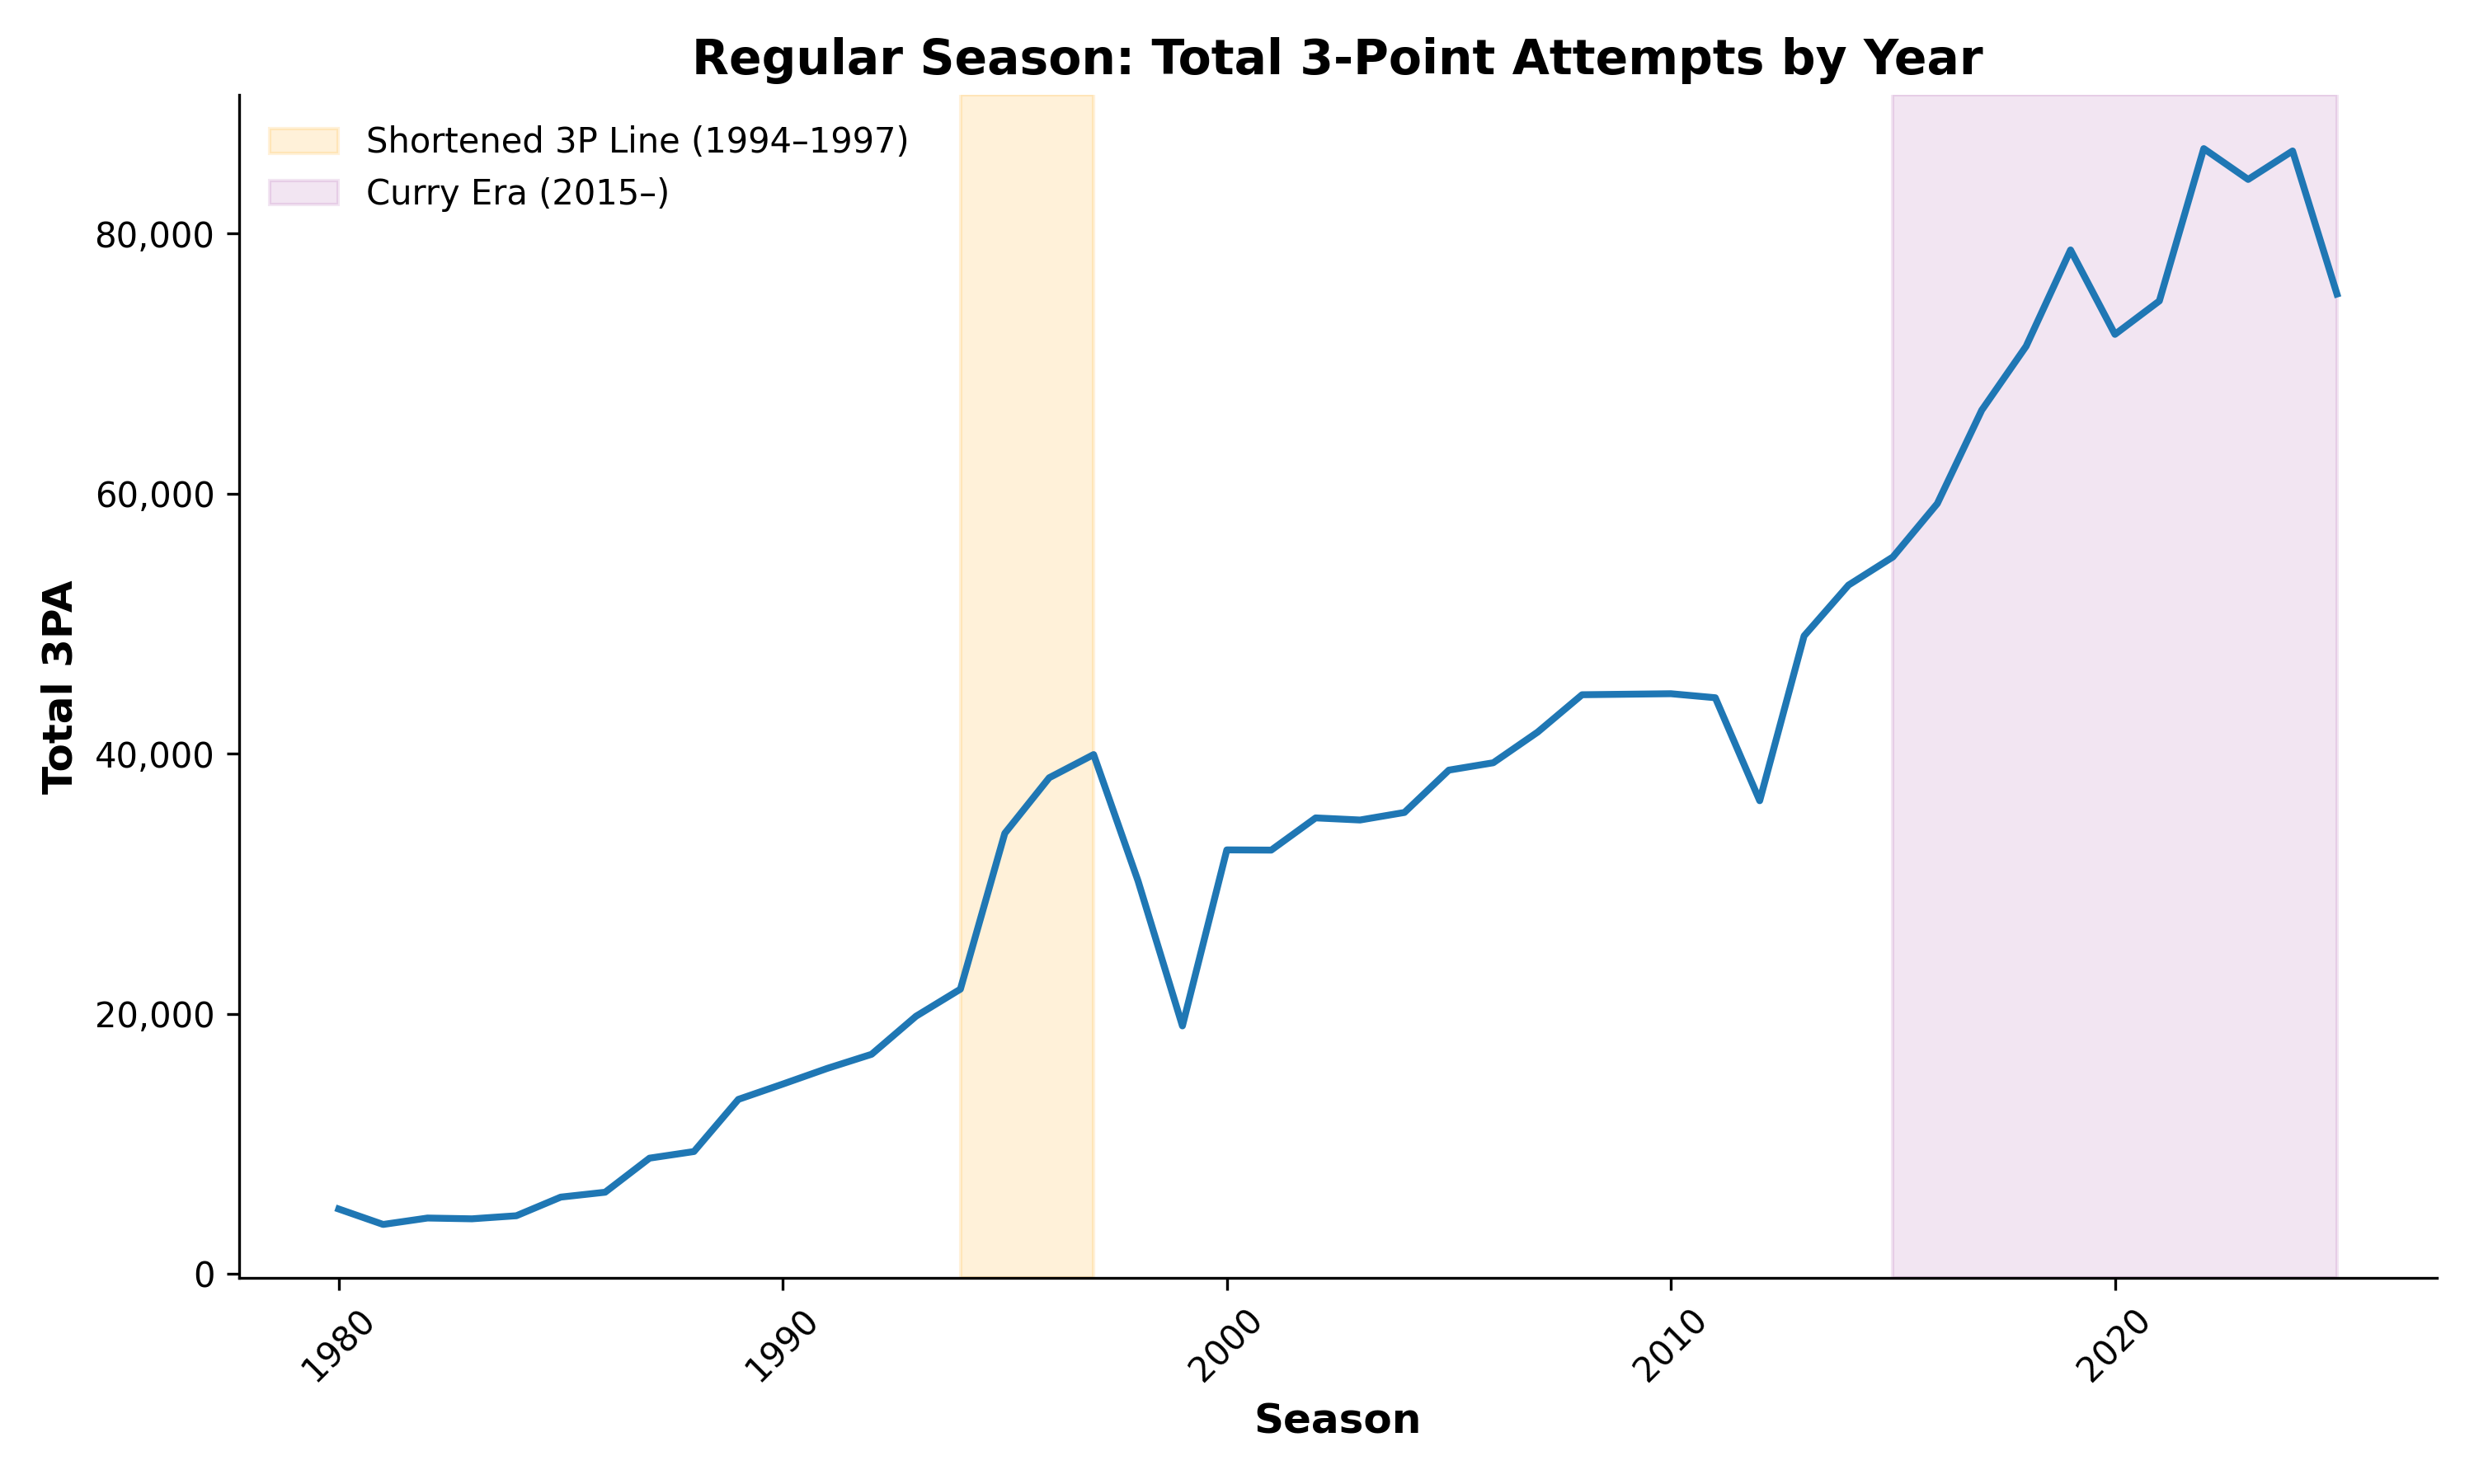 Regular Season: Total 3-Point Attempts by Year
Shortened 3P Line (1994–1997)
Curry Era (2015–)
80,000
60,000
40,000
20,000
0
Total 3PA
1980
1990
2000
2010
2020
Season